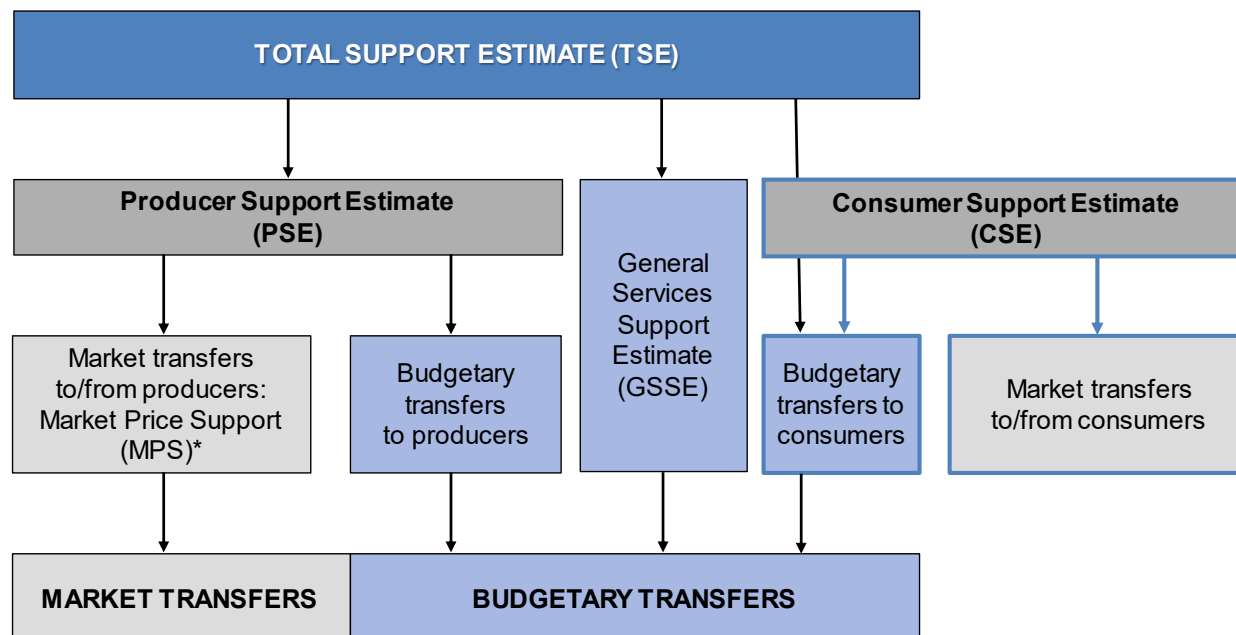 TOTAL SUPPORT ESTIMATE (TSE)
Producer Support Estimate
(PSE)
General
Services
Support
Estimate
(GSSE)
Consumer Support Estimate
(CSE)
Market transfers
to/from producers:
Market Price Support
(MPS)*
Budgetary
transfers
to producers
Budgetary
transfers to
consumers
Market transfers
to/from consumers
MARKET TRANSFERS
BUDGETARY TRANSFERS